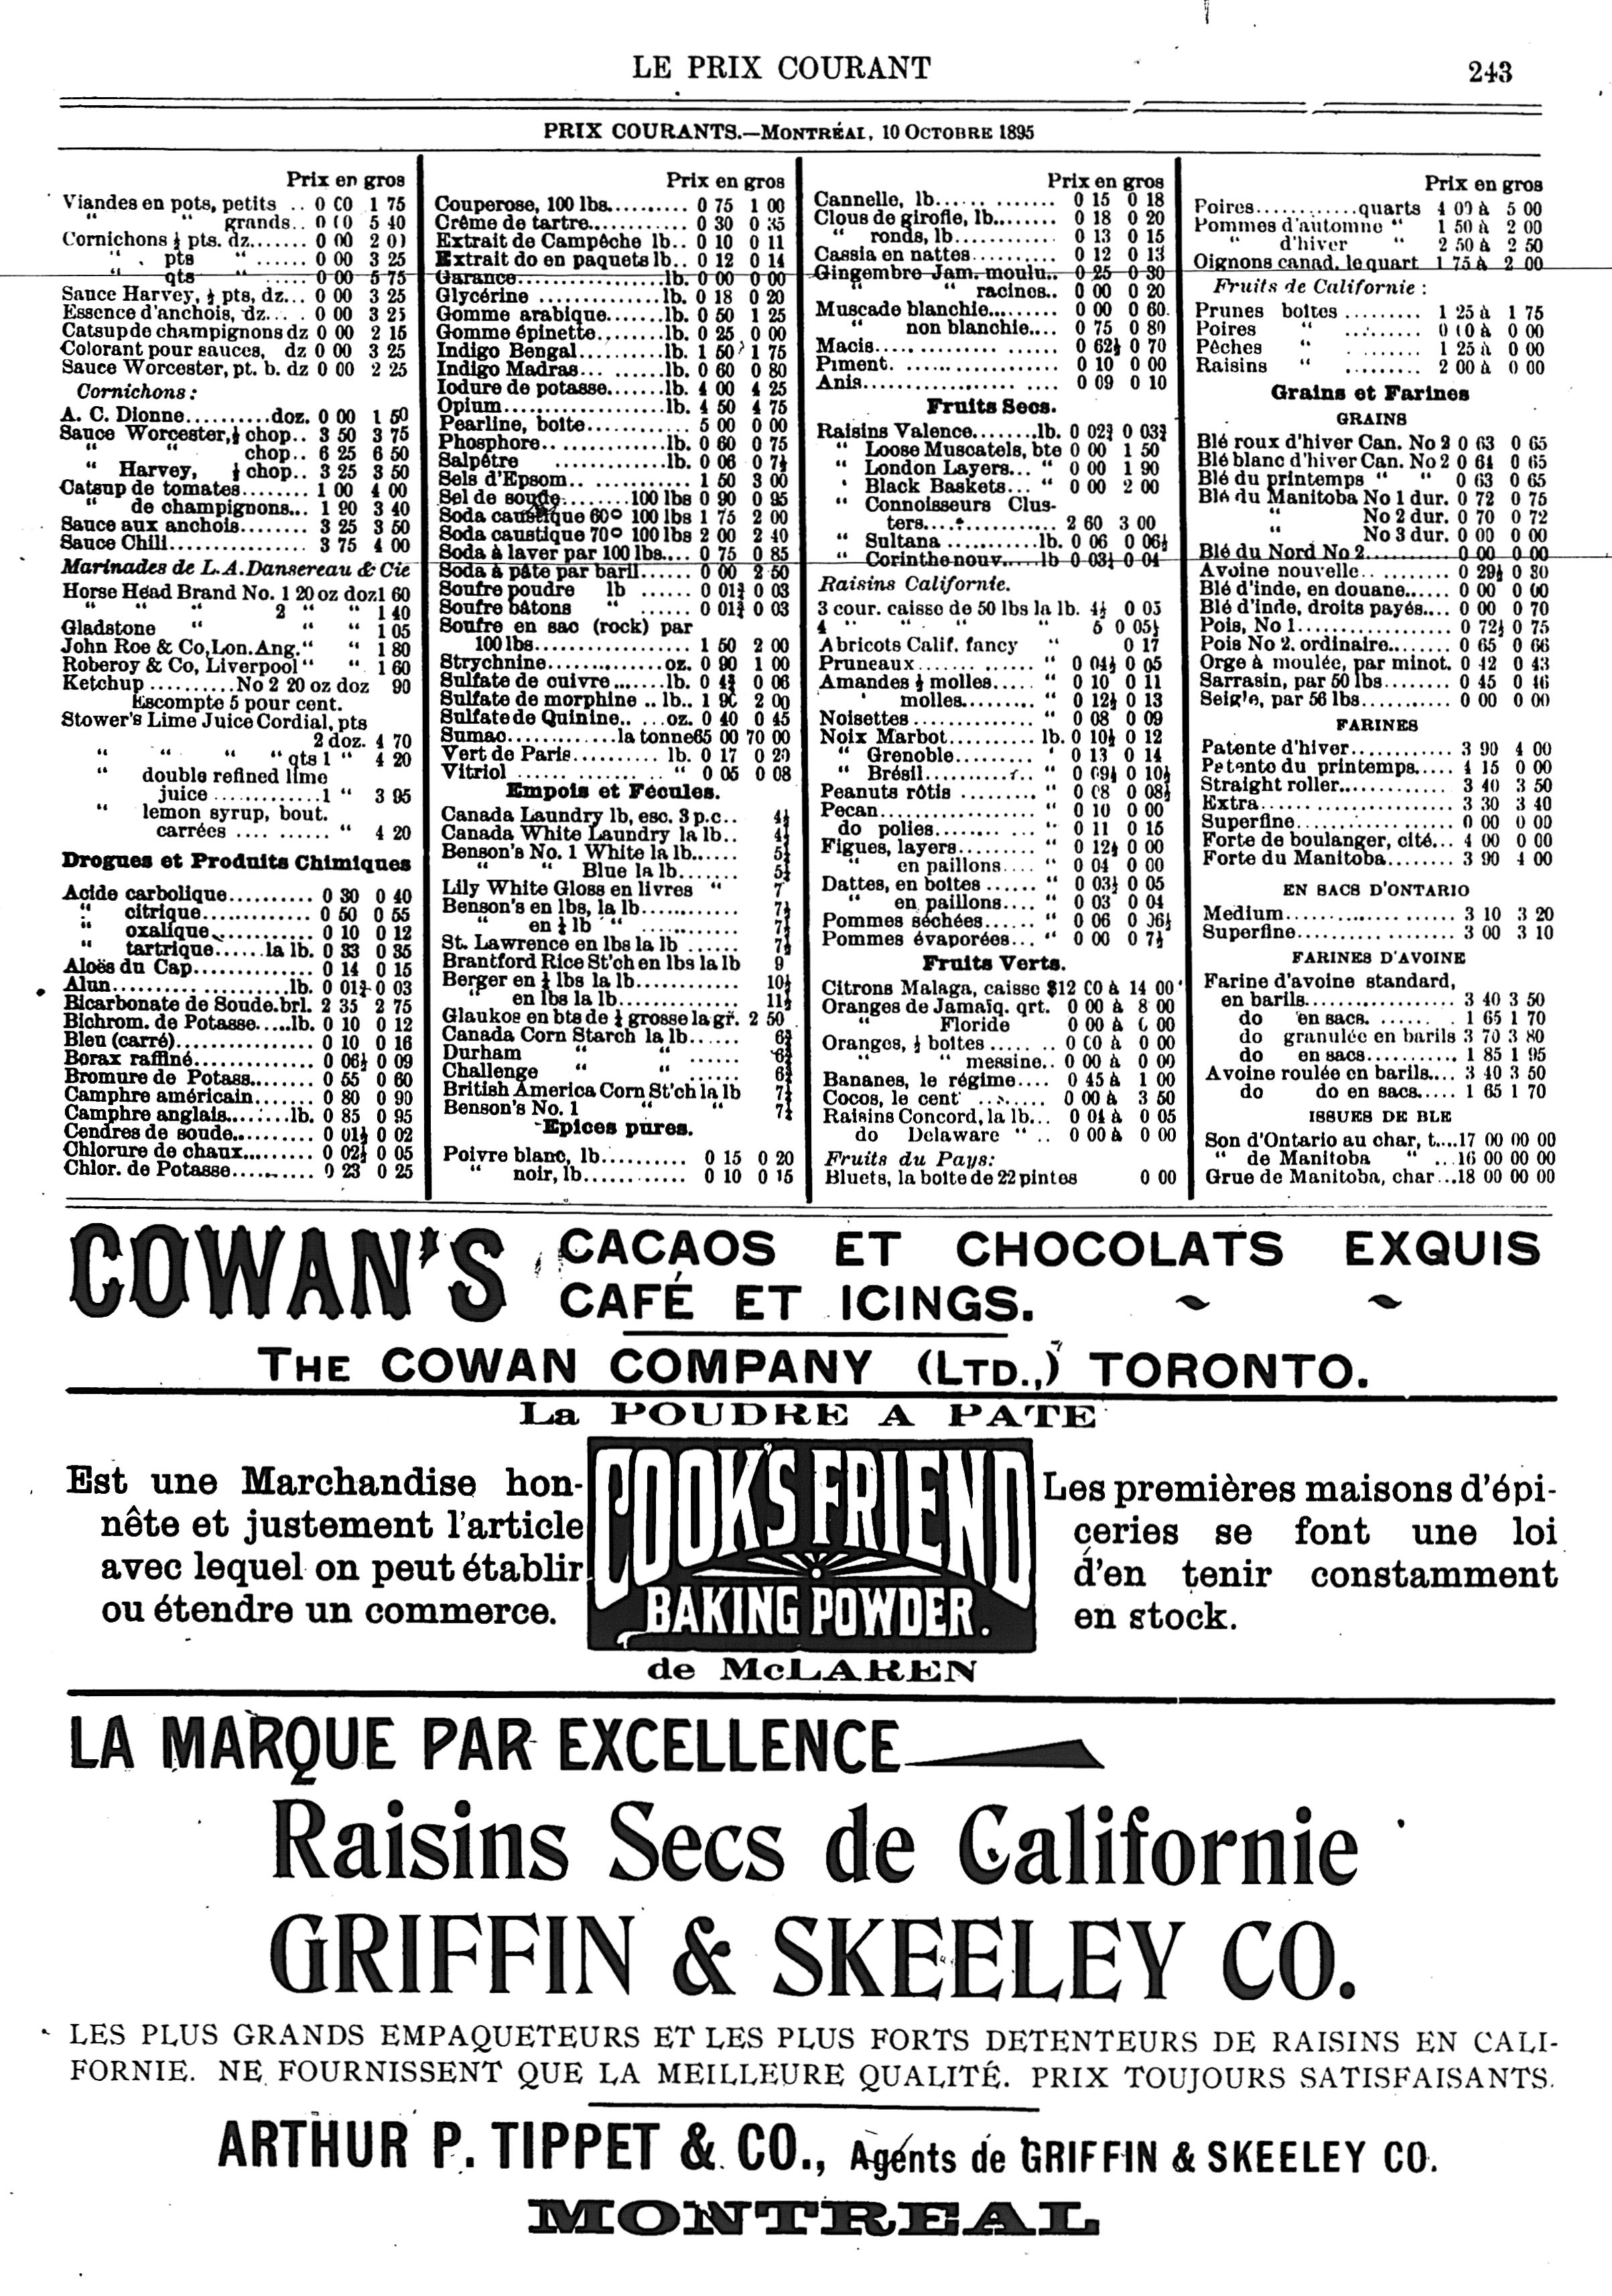 LE PRIX COURANT
243
PRIX COURANTS.—MONTRÉAL, 10 OCTOBRE 1895
Prix en gros
Viandes en pots, petits .. 0 00 1 75
“ “ grands.. 0 00 5 40
Cornichons ½ pts. dz....... 0 00 2 00
“ . pts “ ...... 0 00 3 25
“ qts “ ...... 0 00 5 75
Sauce Harvey, ½ pts, dz... 0 00 3 25
Essence d'anchois, dz... . 0 00 3 25
Catsup de champignons dz 0 00 2 15
Colorant pour sauces, dz 0 00 3 25
Sauce Worcester, pt. b. dz 0 00 2 25
Cornichons :
A. C. Dionne.........doz. 0 00 1 50
Sauce Worcester, ½ chop.. 3 50 3 75
“ “ chop.. 6 25 6 50
“ Harvey, ½ chop.. 3 25 3 50
Catsup de tomates........ 1 00 4 00
“ de champignons... 1 90 3 40
Sauce aux anchois........ 3 25 3 50
Sauce Chili............... 3 75 4 00
Marinades de L.A. Dansereau & Cie
Horse Head Brand No. 1 20 oz doz 1 60
“ “ “ 2 “ “ 1 40
Gladstone “ “ “ 1 05
John Roe & Co, Lon. Ang. “ “ 1 80
Roberoy & Co, Liverpool “ “ 1 60
Ketchup..........No 2 20 oz doz 90
Escompte 5 pour cent.
Stower's Lime Juice Cordial, pts
2 doz. 4 70
“ “ “ “ qts 1 “ 4 20
“ double refined lime
juice ............1 “ 3 95
“ lemon syrup, bout.
carrées .... ...... “ 4 20
Drogues et Produits Chimiques
Acide carbolique.......... 0 30 0 40
“ citrique............. 0 50 0 55
“ oxalique............ 0 10 0 12
“ tartrique......la lb. 0 33 0 35
Aloës du Cap............... 0 14 0 15
Alun......................lb. 0 01½ 0 03
Bicarbonate de Soude.brl. 2 35 2 75
Bichrom. de Potasse.....lb. 0 10 0 12
Bleu (carré)............... 0 10 0 16
Borax raffiné............... 0 06½ 0 09
Bromure de Potass........ 0 55 0 60
Camphre américain....... 0 80 0 90
Camphre anglais.......lb. 0 85 0 95
Cendres de soude.......... 0 01½ 0 02
Chlorure de chaux......... 0 02½ 0 05
Chlor. de Potasse.......... 0 23 0 25
Prix en gros
Couperose, 100 lbs.......... 0 75 1 00
Crême de tartre............ 0 30 0 35
Extrait de Campêche lb.. 0 10 0 11
Extrait do en paquets lb.. 0 12 0 14
Garance...................lb. 0 00 0 00
Glycérine ..............lb. 0 18 0 20
Gomme arabique.......lb. 0 50 1 25
Gomme épinette........lb. 0 25 0 00
Indigo Bengal..........lb. 1 50 1 75
Indigo Madras... ......lb. 0 60 0 80
Iodure de potasse.......lb. 4 00 4 25
Opium...................lb. 4 50 4 75
Pearline, boîte............ 5 00 0 00
Phosphore...............lb. 0 60 0 75
Salpêtre ...............lb. 0 06 0 7½
Sels d'Epsom.. ........... 1 50 3 00
Sel de soude........100 lbs 0 90 0 95
Soda caustique 60° 100 lbs 1 75 2 00
Soda caustique 70° 100 lbs 2 00 2 40
Soda à laver par 100 lbs.... 0 75 0 85
Soda à pâte par baril...... 0 00 2 50
Soufre poudre lb ...... 0 01¾ 0 03
Soufre bâtons “ ...... 0 01¾ 0 03
Soufre en sac (rock) par
100 lbs................... 1 50 2 00
Strychnine..............oz. 0 90 1 00
Sulfate de cuivre.......lb. 0 06
Sulfate de morphine .. lb.. 1 90 2 00
Sulfate de Quinine.. ...oz. 0 40 0 45
Sumac............la tonne 65 00 70 00
Vert de Paris.......... lb. 0 17 0 20
Vitriol ............... “ 0 05 0 08
Empois et Fécules.
Canada Laundry lb, esc. 3 p.c..
Canada White Laundry la lb..
Benson's No. 1 White la lb......
“ “ Blue la lb.......
Lily White Gloss en livres “ 7
Benson's en lbs, la lb............
“ en ½ lb “ ............
St. Lawrence en lbs la lb ......
Brantford Rice St'ch en lbs la lb 9
Berger en ½ lbs la lb............
“ en lbs la lb...............
Glaukos en bts de ½ grosse la gr. 2 50
Canada Corn Starch la lb......
Durham “ “ ......
Challenge “ “ ......
British America Corn St'ch la lb
Benson's No. 1 “ “
Epices pures.
Poivre blanc, lb.......... 0 15 0 20
“ noir, lb............ 0 10 0 15
Prix en gros
Cannelle, lb...... ....... 0 15 0 18
Clous de girofle, lb....... 0 18 0 20
“ ronds, lb............ 0 13 0 15
Cassia en nattes .......... 0 12 0 13
Gingembre Jam. moulu.. 0 25 0 30
“ “ racines.. 0 00 0 20
Muscade blanchie......... 0 00 0 60
“ non blanchie.... 0 75 0 80
Macis.................... 0 62½ 0 70
Piment. ................. 0 10 0 00
Anis...................... 0 09 0 10
Fruits Secs.
Raisins Valence.......lb. 0 02¾ 0 03¾
“ Loose Muscatels, bte 0 00 1 50
“ London Layers... “ 0 00 1 90
“ Black Baskets... “ 0 00 2 00
“ Connoisseurs Clus-
ters.................. 2 60 3 00
“ Sultana ..........lb. 0 06 0 06½
“ Corinthe nouv......lb 0 03½ 0 04
Raisins Californie.
3 cour. caisse de 50 lbs la lb. 4½ 0 05
4 “ “ “ “ 5 0 05½
Abricots Calif. fancy “ 0 17
Pruneaux............... “ 0 04½ 0 05
Amandes ½ molles..... “ 0 10 0 11
“ molles......... “ 0 12½ 0 13
Noisettes .............. “ 0 08 0 09
Noix Marbot..........lb. 0 10½ 0 12
“ Grenoble......... “ 0 13 0 14
“ Brésil............. “ 0 09½ 0 10½
Peanuts rôtis ......... “ 0 08 0 08½
Pecan.................... 0 10 0 00
do polies........ ... “ 0 11 0 15
Figues, layers.......... “ 0 12½ 0 00
“ en paillons.... “ 0 04 0 00
Dattes, en boîtes ...... “ 0 03½ 0 05
“ en paillons.... “ 0 03 0 04
Pommes séchées...... “ 0 06 0 06½
Pommes évaporées... “ 0 00 0 7½
Fruits Verts.
Citrons Malaga, caisse $12 00 à 14 00
Oranges de Jamaïq. qrt. 0 00 à 8 00
“ Floride 0 00 à 6 00
Oranges, ½ boîtes ..... .. 0 00 à 0 00
“ “ messine.. 0 00 à 0 00
Bananes, le régime.... 0 45 à 1 00
Cocos, le cent ........ 0 00 à 3 50
Raisins Concord, la lb... 0 04 à 0 05
do Delaware “ .. 0 00 à 0 00
Fruits du Pays:
Bluets, la boîte de 22 pintes 0 00
Prix en gros
Poires............quarts 4 00 à 5 00
Pommes d'automne “ 1 50 à 2 00
“ d'hiver “ 2 50 à 2 50
Oignons canad. le quart 1 75 à 2 00
Fruits de Californie :
Prunes boîtes ......... 1 25 à 1 75
Poires “ ......... 0 00 à 0 00
Pêches “ ........ 1 25 à 0 00
Raisins “ ......... 2 00 à 0 00
Grains et Farines
GRAINS
Blé roux d'hiver Can. No 2 0 63 0 65
Blé blanc d'hiver Can. No 2 0 64 0 65
Blé du printemps “ “ 0 63 0 65
Blé du Manitoba No 1 dur. 0 72 0 75
“ No 2 dur. 0 70 0 72
“ No 3 dur. 0 00 0 00
Blé du Nord No 2........... 0 00 0 00
Avoine nouvelle.. ......... 0 29½ 0 30
Blé d'inde, en douane...... 0 00 0 00
Blé d'inde, droits payés.... 0 00 0 70
Pois, No 1................. 0 72½ 0 75
Pois No 2. ordinaire....... 0 65 0 66
Orge à moulée, par minot. 0 42 0 43
Sarrasin, par 50 lbs........ 0 45 0 46
Seigle, par 56 lbs........... 0 00 0 00
FARINES
Patente d'hiver............ 3 90 4 00
Patente du printemps..... 4 15 0 00
Straight roller............. 3 40 3 50
Extra...................... 3 30 3 40
Superfine.................. 0 00 0 00
Forte de boulanger, cité... 4 00 0 00
Forte du Manitoba........ 3 90 4 00
EN SACS D'ONTARIO
Medium.................... 3 10 3 20
Superfine.................. 3 00 3 10
FARINES D'AVOINE
Farine d'avoine standard,
en barils................... 3 40 3 50
do en sacs. ...... . 1 65 1 70
do granulée en barils 3 70 3 80
do en sacs........... 1 85 1 95
Avoine roulée en barils.... 3 40 3 50
do do en sacs..... 1 65 1 70
ISSUES DE BLE
Son d'Ontario au char, t....17 00 00 00
“ de Manitoba “ ...16 00 00 00
Grue de Manitoba, char...18 00 00 00
COWAN'S CACAOS ET CHOCOLATS EXQUIS
CAFÉ ET ICINGS.
THE COWAN COMPANY (LTD.,) TORONTO.
La POUDRE A PATE
Est une Marchandise hon-
nête et justement l'article
avec lequel on peut établir
ou étendre un commerce.
COOK'S FRIEND
BAKING POWDER.
Les premières maisons d'épi-
ceries se font une loi
d'en tenir constamment
en stock.
de McLAREN
LA MARQUE PAR EXCELLENCE
Raisins Secs de Californie
GRIFFIN & SKEELEY CO.
LES PLUS GRANDS EMPAQUETEURS ET LES PLUS FORTS DETENTEURS DE RAISINS EN CALI-
FORNIE. NE FOURNISSENT QUE LA MEILLEURE QUALITÉ. PRIX TOUJOURS SATISFAISANTS.
ARTHUR P. TIPPET & CO., Agénts de GRIFFIN & SKEELEY CO.
MONTREAL